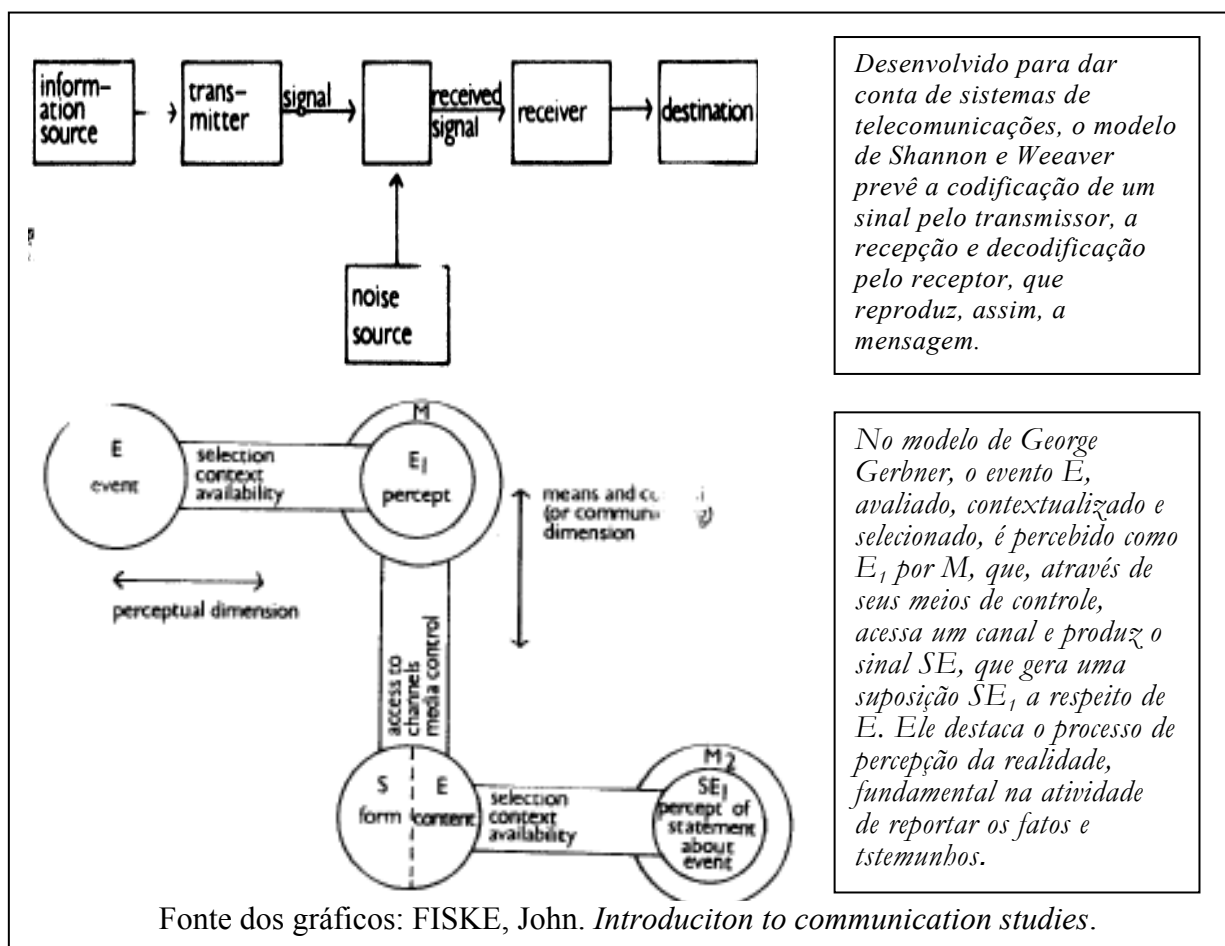 inform-
ation
source
trans-
mitter
signal
received
signal
receiver
destination
noise
source
Desenvolvido para dar
conta de sistemas de
telecomunicações, o modelo
de Shannon e Weeaver
prevê a codificação de um
sinal pelo transmissor, a
recepção e decodificação
pelo receptor, que
reproduz, assim, a
mensagem.
E
event
selection
context
availability
M
E1
percept
means and
(or
dimension
perceptual dimension
access to
channels
media control
S
form
E
content
selection
context
availability
M2
SE1
percept of
statement
about
event
No modelo de George
Gerbner, o evento E,
avaliado, contextualizado e
selecionado, é percebido como
E1 por M, que, através de
seus meios de controle,
acessa um canal e produz o
sinal SE, que gera uma
suposição SE1 a respeito de
E. Ele destaca o processo de
percepção da realidade,
fundamental na atividade
de reportar os fatos e
tstemunhos.
Fonte dos gráficos: FISKE, John. Introduciton to communication studies.